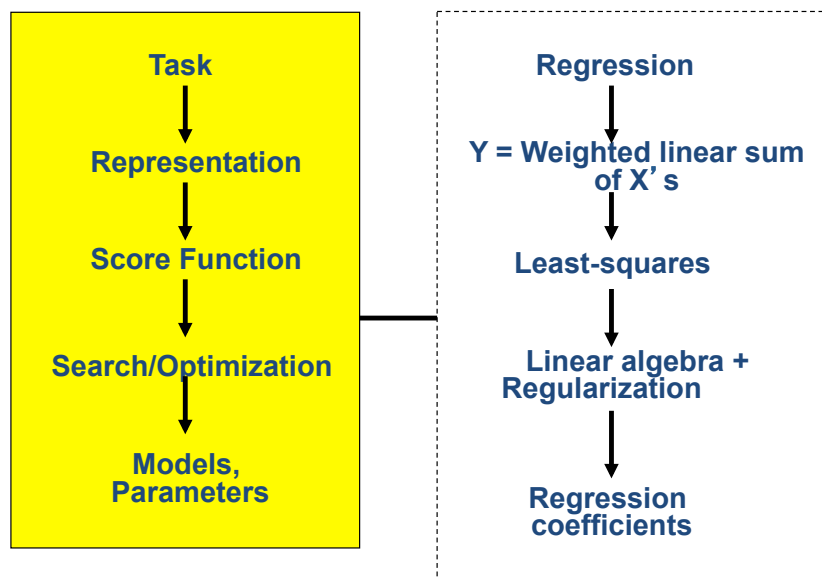 Task
Representation
Score Function
Search/Optimization
Models,
Parameters
Regression
Y = Weighted linear sum
of X’s
Least-squares
Linear algebra +
Regularization
Regression
coefficients